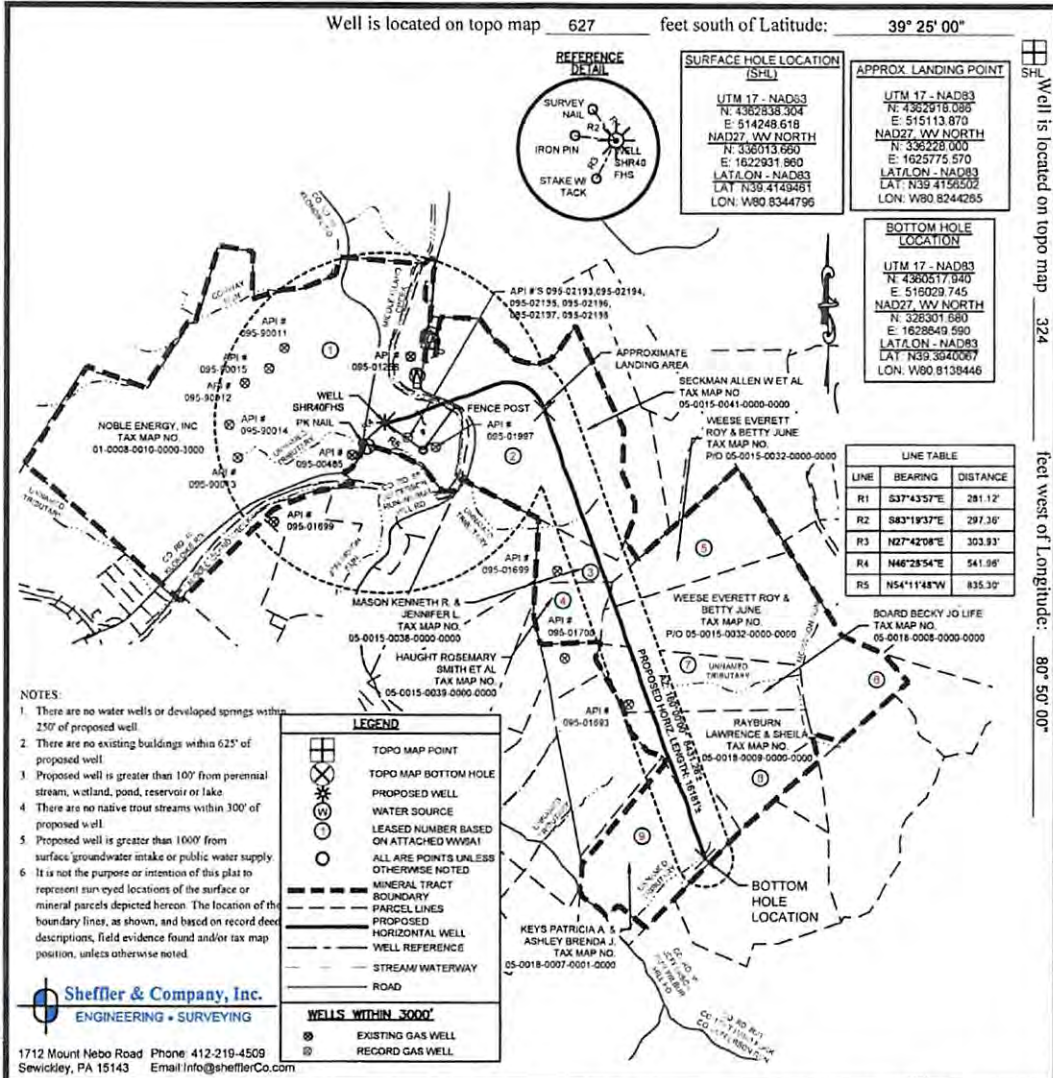 Well is located on topo map 627 feet south of Latitude: 39° 25' 00"
REFERENCE
DETAIL
SURVEY
NAIL
R2
IRON PIN
R3
WELL
SHR40
FHS
STAKE W/
TACK
SURFACE HOLE LOCATION
(SHL)
UTM 17 - NAD83
N: 4362838.304
E: 514248.618
NAD27, WV NORTH
N: 336013.660
E: 1622931.860
LAT/LON - NAD83
LAT: N39.4149461
LON: W80.8344796
APPROX. LANDING POINT
UTM 17 - NAD83
N: 4362918.086
E: 515113.870
NAD27, WV NORTH
N: 336228.000
E: 1625775.570
LAT/LON - NAD83
LAT: N39.4156502
LON: W80.8244265
BOTTOM HOLE
LOCATION
UTM 17 - NAD83
N: 4360517.940
E: 516029.745
NAD27, WV NORTH
N: 328301.680
E: 1628649.590
LAT/LON - NAD83
LAT: N39.3940067
LON: W80.8138446
SHL
Well is located on topo map 324 feet west of Longitude: 80° 50' 00"
API #'S 095-02193,095-02194,
095-02195, 095-02196,
095-02197, 095-02198
MIDDLE ISLAND
CREEK
API #
095-90011
API #
095-90015
API #
095-90012
API #
095-90014
API #
095-90013
API #
095-01288
1
W
NOBLE ENERGY, INC
TAX MAP NO.
01-0008-0010-0000-3000
WELL
SHR40FHS
PK NAIL
R5
FENCE POST
API #
095-01997
2
API #
095-00485
APPROXIMATE
LANDING AREA
SECKMAN ALLEN W ET AL
TAX MAP NO
05-0015-0041-0000-0000
WEESE EVERETT
ROY & BETTY JUNE
TAX MAP NO.
P/O 05-0015-0032-0000-0000
UNNAMED
TRIBUTARY
UNNAMED
TRIBUTARY
API #
095-01699
API #
095-01699
3
4
5
MASON KENNETH R. &
JENNIFER L.
TAX MAP NO.
05-0015-0038-0000-0000
API #
095-01700
HAUGHT ROSEMARY
SMITH ET AL
TAX MAP NO.
05-0015-0039-0000-0000
WEESE EVERETT ROY &
BETTY JUNE
TAX MAP NO.
P/O 05-0015-0032-0000-0000
BOARD BECKY JO LIFE
TAX MAP NO.
05-0018-0008-0000-0000
7
UNNAMED
TRIBUTARY
6
API #
095-01693
RAYBURN
LAWRENCE & SHEILA
TAX MAP NO.
05-0018-0009-0000-0000
8
9
PROPOSED HORIZ. LENGTH:
BOTTOM
HOLE
LOCATION
KEYS PATRICIA A. &
ASHLEY BRENDA J.
TAX MAP NO.
05-0018-0007-0001-0000
LINE TABLE
LINE BEARING DISTANCE
R1 S37°43'57"E 281.12'
R2 S83°19'37"E 297.36'
R3 N27°42'08"E 303.93'
R4 N46°28'54"E 541.96'
R5 N54°11'48"W 835.30'
NOTES:
1. There are no water wells or developed springs within
250' of proposed well.
2. There are no existing buildings within 625' of
proposed well.
3. Proposed well is greater than 100' from perennial
stream, wetland, pond, reservoir or lake.
4 There are no native trout streams within 300' of
proposed well.
5. Proposed well is greater than 1000' from
surface/groundwater intake or public water supply.
6 It is not the purpose or intention of this plat to
represent surveyed locations of the surface or
mineral parcels depicted hereon. The location of the
boundary lines, as shown, and based on record deed
descriptions, field evidence found and/or tax map
position, unless otherwise noted.
LEGEND
TOPO MAP POINT
TOPO MAP BOTTOM HOLE
PROPOSED WELL
W WATER SOURCE
1 LEASED NUMBER BASED
ON ATTACHED WW6A1
ALL ARE POINTS UNLESS
OTHERWISE NOTED
MINERAL TRACT
BOUNDARY
PARCEL LINES
PROPOSED
HORIZONTAL WELL
WELL REFERENCE
STREAM/ WATERWAY
ROAD
WELLS WITHIN 3000'
EXISTING GAS WELL
RECORD GAS WELL
Sheffler & Company, Inc.
ENGINEERING • SURVEYING
1712 Mount Nebo Road Phone: 412-219-4509
Sewickley, PA 15143 Email:Info@shefflerCo.com